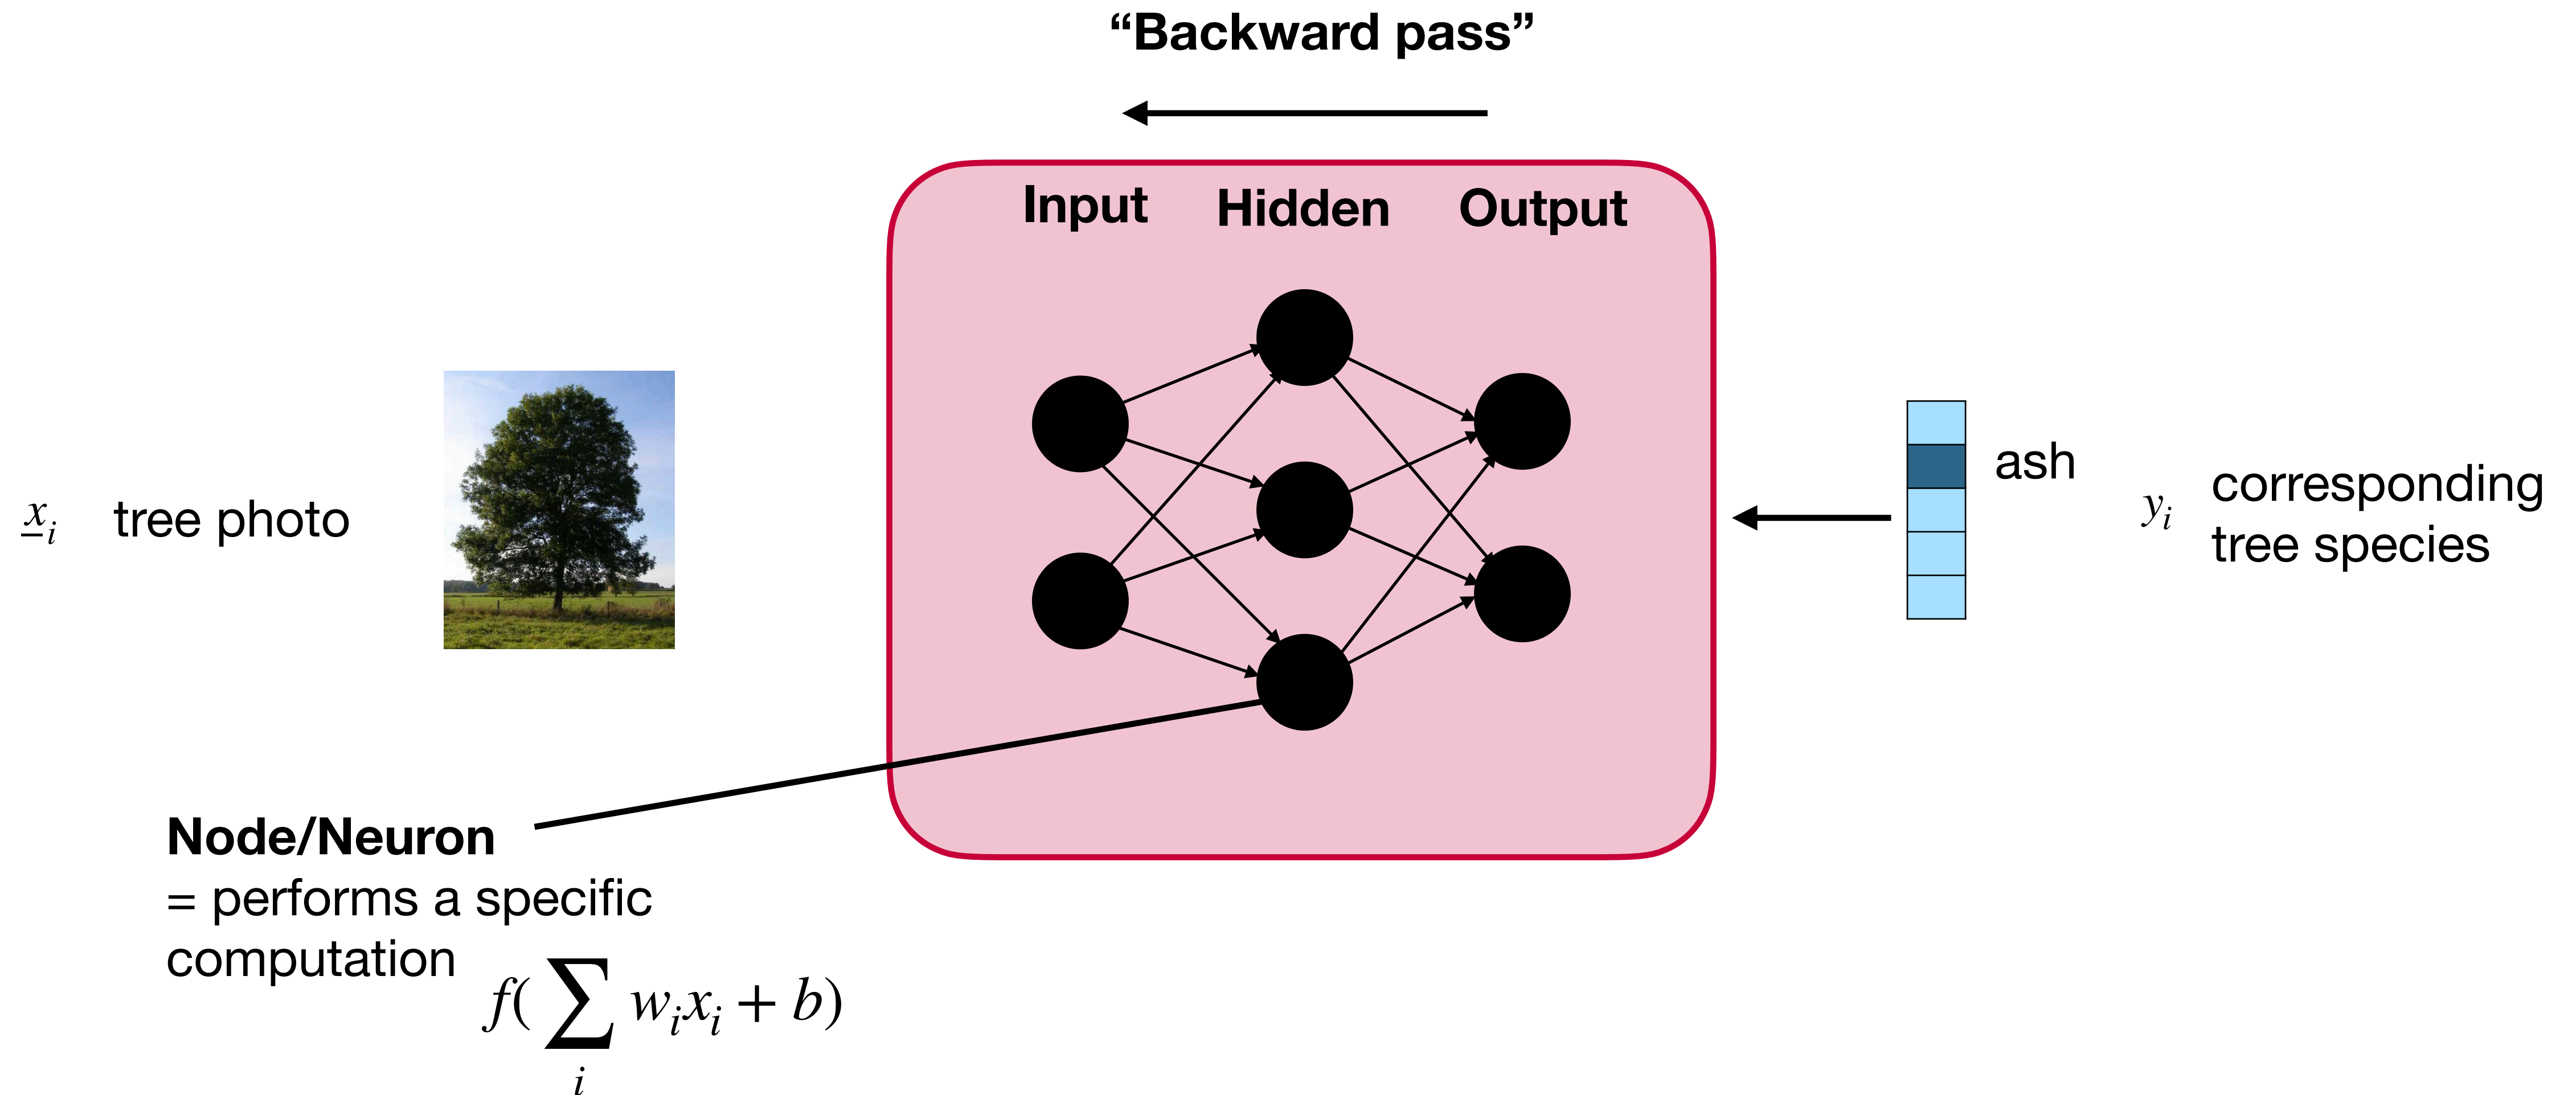 “Backward pass”
Input Hidden Output
x_i tree photo
ash
y_i corresponding
tree species
Node/Neuron
= performs a specific
computation
f(∑_i w_i x_i + b)